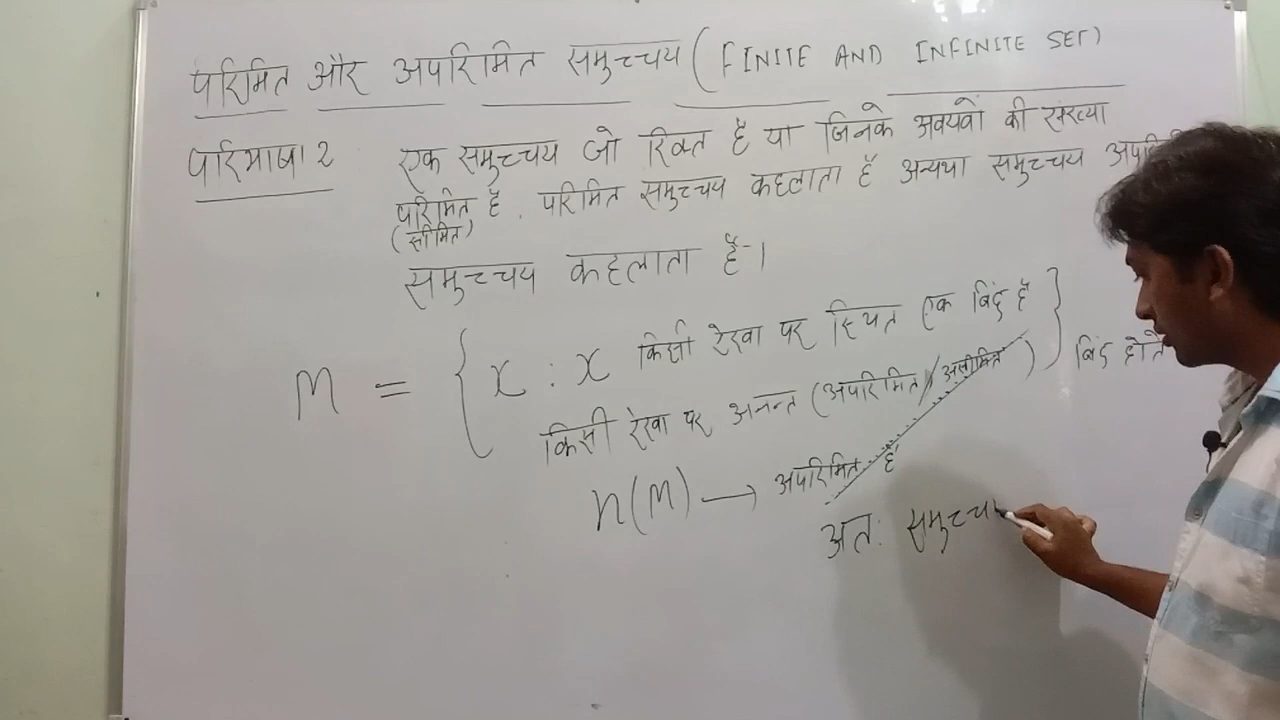 परिमित और अपरिमित समुच्चय (FINITE AND INFINITE SET)
परिभाषा 2 एक समुच्चय जो रिक्त है या जिनके अवयवों की संख्या
परिमित है . परिमित समुच्चय कहलाता है अन्यथा समुच्चय
(सीमित)
समुच्चय कहलाता है ।
M = { x : x किसी रेखा पर स्थित एक बिंदु है }
किसी रेखा पर अनन्त (अपरिमित / असीमित) बिंदु होते
n(M) → अपरिमित है
अतः समुच्चय